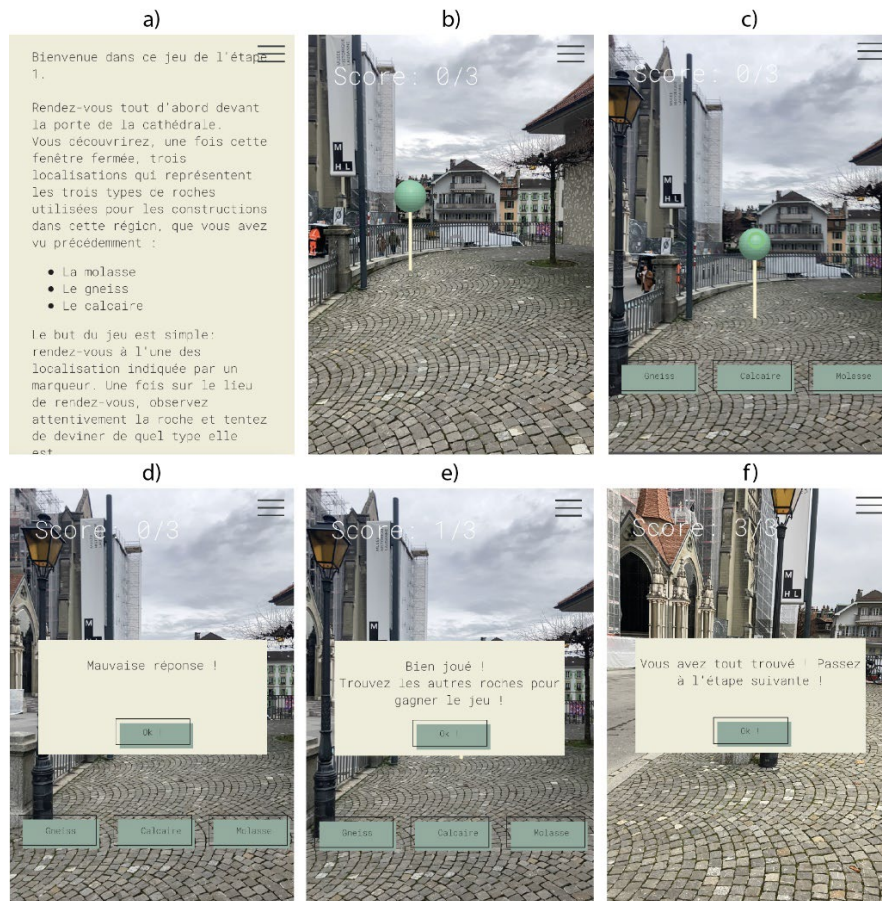 a)
Bienvenue dans ce jeu de l'étape
1.
Rendez-vous tout d'abord devant
la porte de la cathédrale.
Vous découvrirez, une fois cette
fenêtre fermée, trois
localisations qui représentent
les trois types de roches
utilisées pour les constructions
dans cette région, que vous avez
vu précédemment :
● La molasse
● Le gneiss
● Le calcaire
Le but du jeu est simple:
rendez-vous à l'une des
localisation indiquée par un
marqueur. Une fois sur le lieu
de rendez-vous, observez
attentivement la roche et tentez
de deviner de quel type elle
est
b)
Score: 0/3
M
HL
c)
Score: 0/3
M
HL
Gneiss
Calcaire
Molasse
d)
Score: 0/3
Mauvaise réponse !
Ok !
Gneiss
Calcaire
Molasse
e)
Score: 1/3
Bien joué !
Trouvez les autres roches pour
gagner le jeu !
Ok !
Gneiss
Calcaire
Molasse
f)
Score: 3/3
M
HL
Vous avez tout trouvé ! Passez
à l'étape suivante !
Ok !